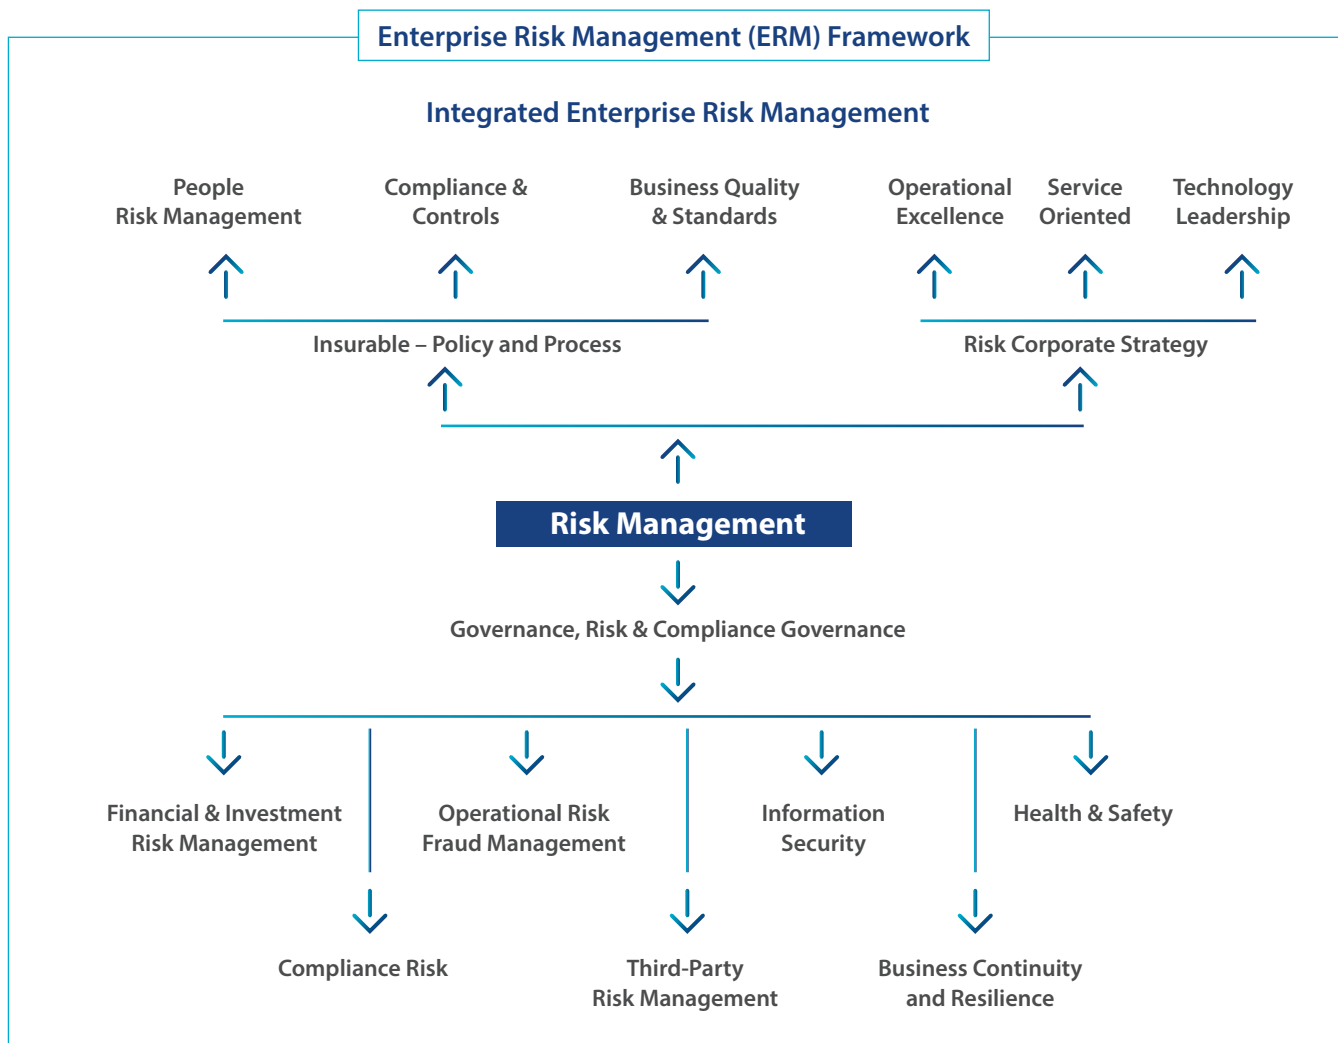 Enterprise Risk Management (ERM) Framework
Integrated Enterprise Risk Management
People
Risk Management
Compliance &
Controls
Business Quality
& Standards
Operational
Excellence
Service
Oriented
Technology
Leadership
Insurable – Policy and Process
Risk Corporate Strategy
Risk Management
Governance, Risk & Compliance Governance
Financial & Investment
Risk Management
Operational Risk
Fraud Management
Information
Security
Health & Safety
Compliance Risk
Third-Party
Risk Management
Business Continuity
and Resilience